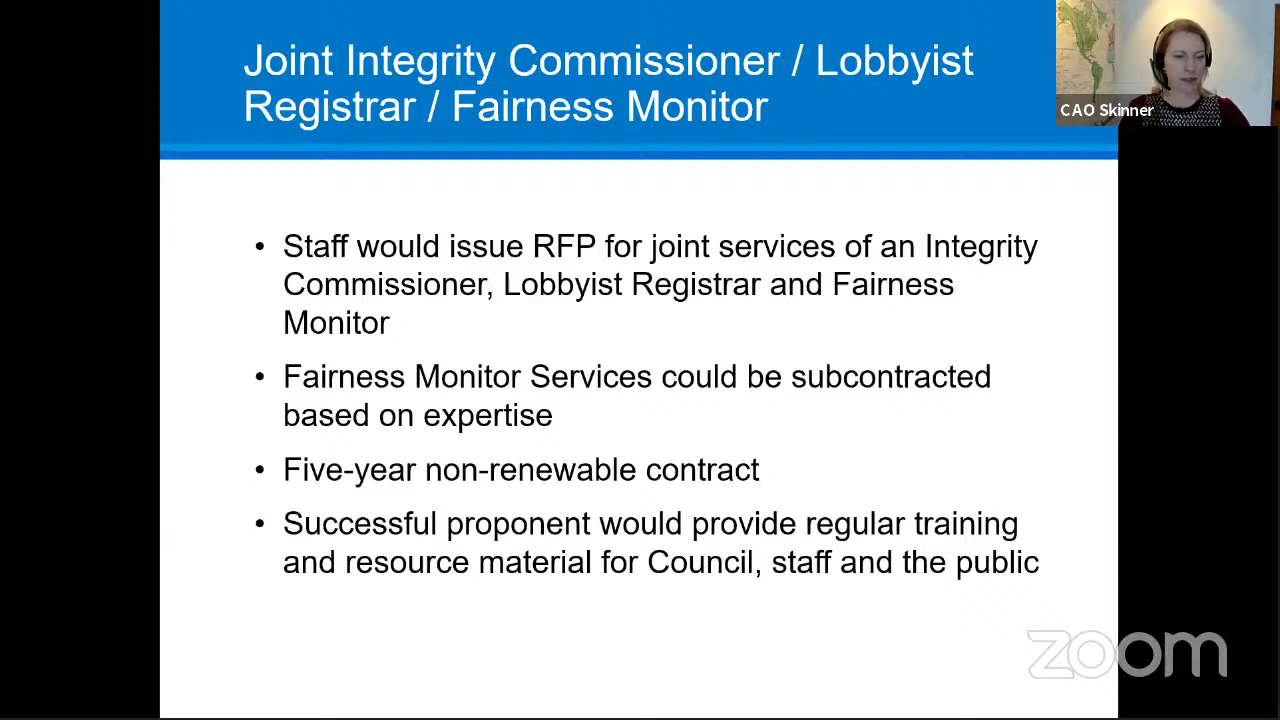 Joint Integrity Commissioner / Lobbyist
Registrar / Fairness Monitor
CAO Skinner
• Staff would issue RFP for joint services of an Integrity
Commissioner, Lobbyist Registrar and Fairness
Monitor
• Fairness Monitor Services could be subcontracted
based on expertise
• Five-year non-renewable contract
• Successful proponent would provide regular training
and resource material for Council, staff and the public
zoom